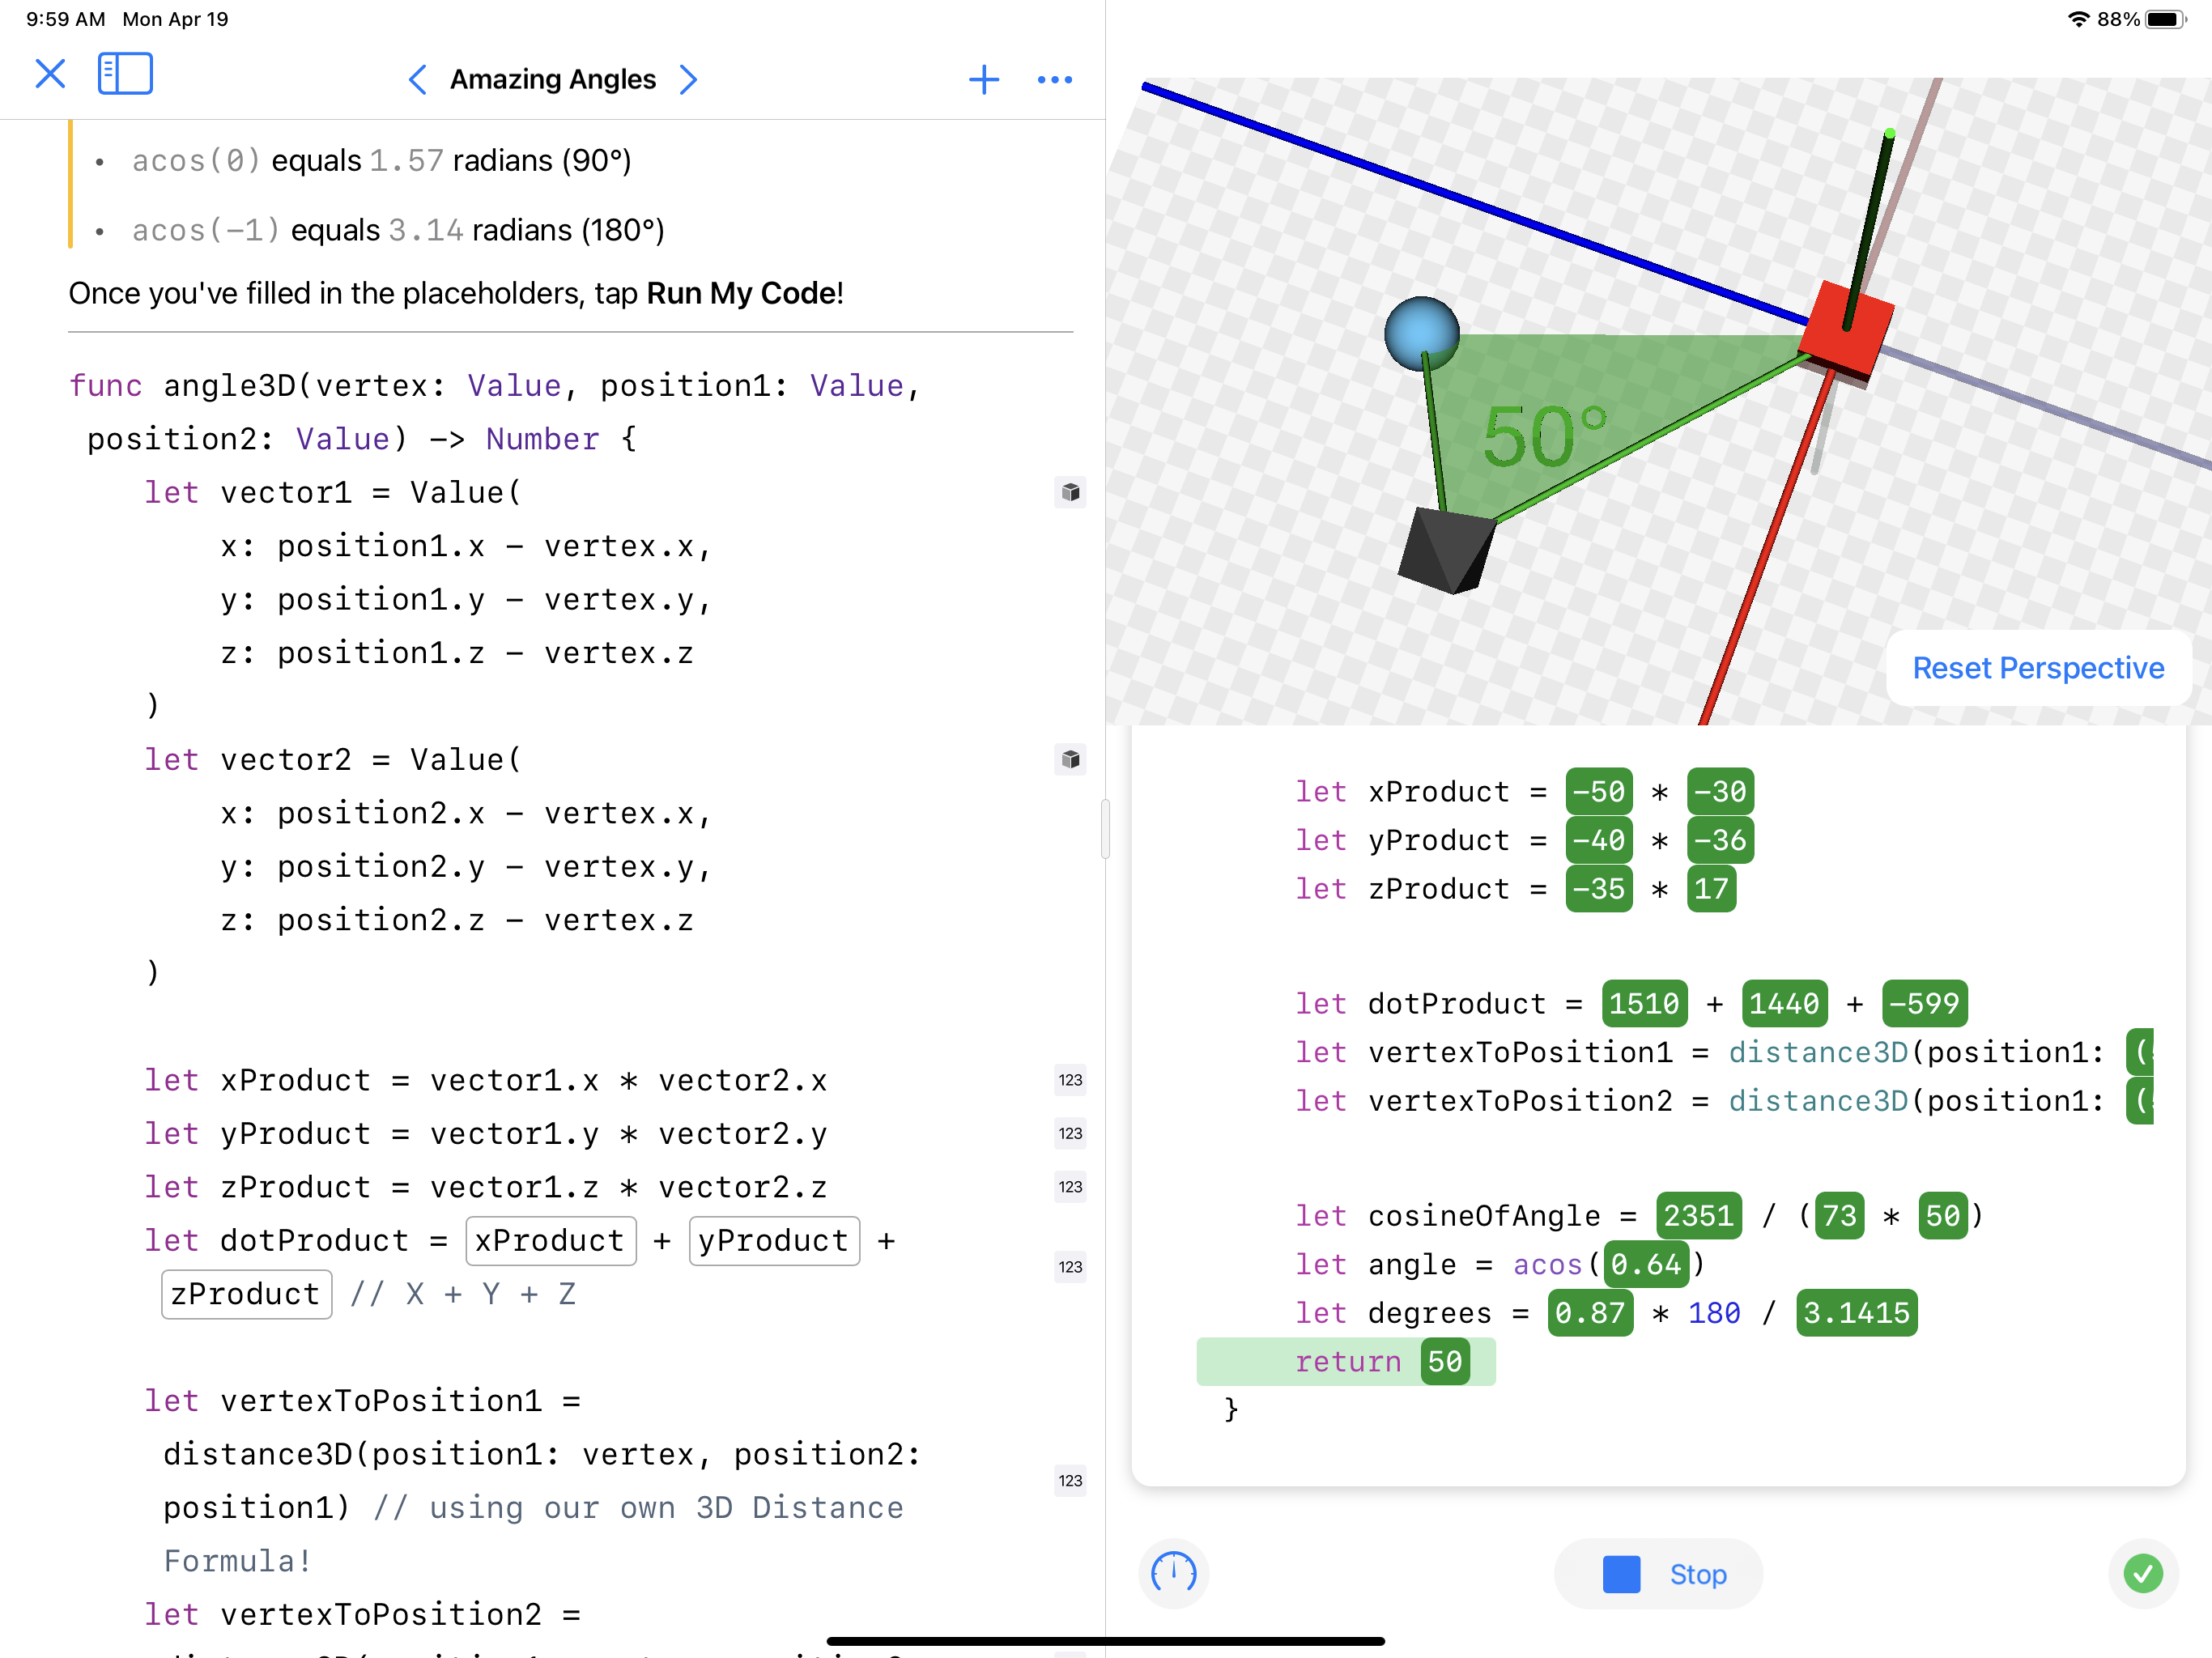 9:59 AM Mon Apr 19
88%
Amazing Angles
• acos(0) equals 1.57 radians (90°)
• acos(−1) equals 3.14 radians (180°)
Once you've filled in the placeholders, tap Run My Code!
func angle3D(vertex: Value, position1: Value,
position2: Value) -> Number {
let vector1 = Value(
x: position1.x − vertex.x,
y: position1.y − vertex.y,
z: position1.z − vertex.z
)
let vector2 = Value(
x: position2.x − vertex.x,
y: position2.y − vertex.y,
z: position2.z − vertex.z
)
let xProduct = vector1.x * vector2.x
123
let yProduct = vector1.y * vector2.y
123
let zProduct = vector1.z * vector2.z
123
let dotProduct = xProduct + yProduct +
zProduct // X + Y + Z
123
let vertexToPosition1 =
distance3D(position1: vertex, position2:
position1) // using our own 3D Distance
Formula!
123
let vertexToPosition2 =
50°
Reset Perspective
let xProduct = −50 * −30
let yProduct = −40 * −36
let zProduct = −35 * 17
let dotProduct = 1510 + 1440 + −599
let vertexToPosition1 = distance3D(position1: (
let vertexToPosition2 = distance3D(position1: (
let cosineOfAngle = 2351 / (73 * 50)
let angle = acos(0.64)
let degrees = 0.87 * 180 / 3.1415
return 50
}
Stop